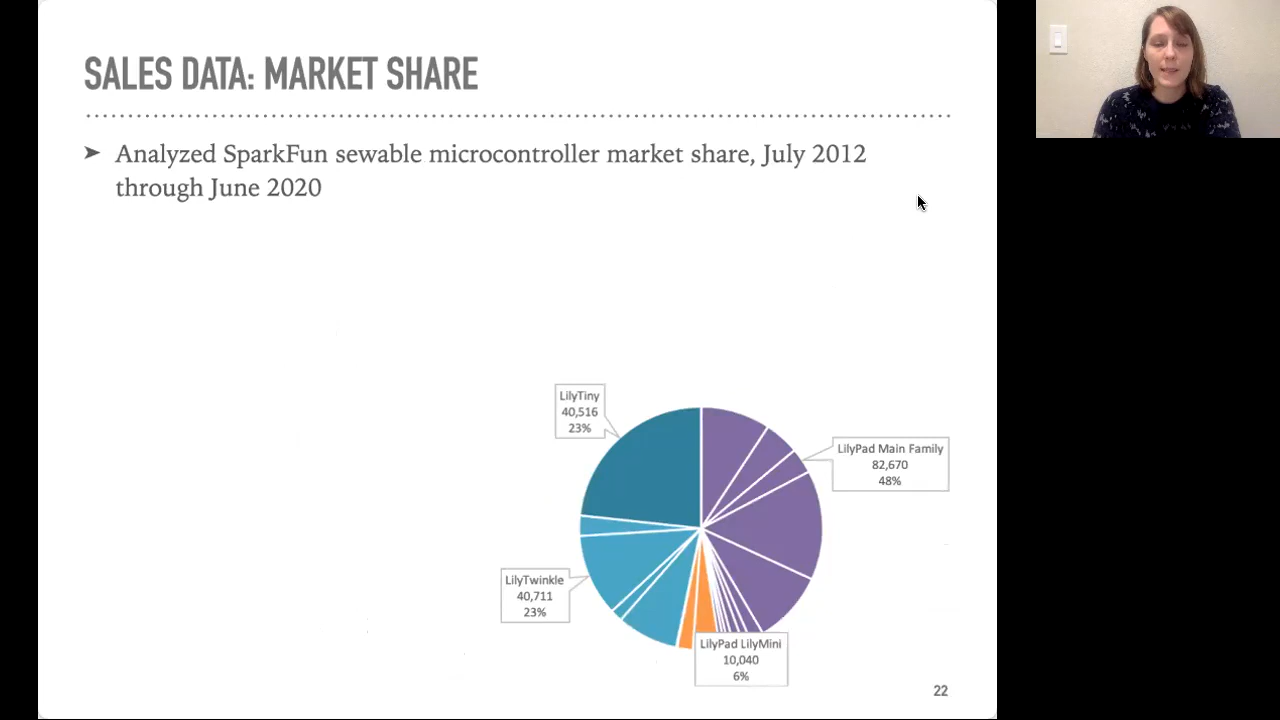 SALES DATA: MARKET SHARE
➤ Analyzed SparkFun sewable microcontroller market share, July 2012
through June 2020
LilyTiny
40,516
23%
LilyPad Main Family
82,670
48%
LilyTwinkle
40,711
23%
LilyPad LilyMini
10,040
6%
22